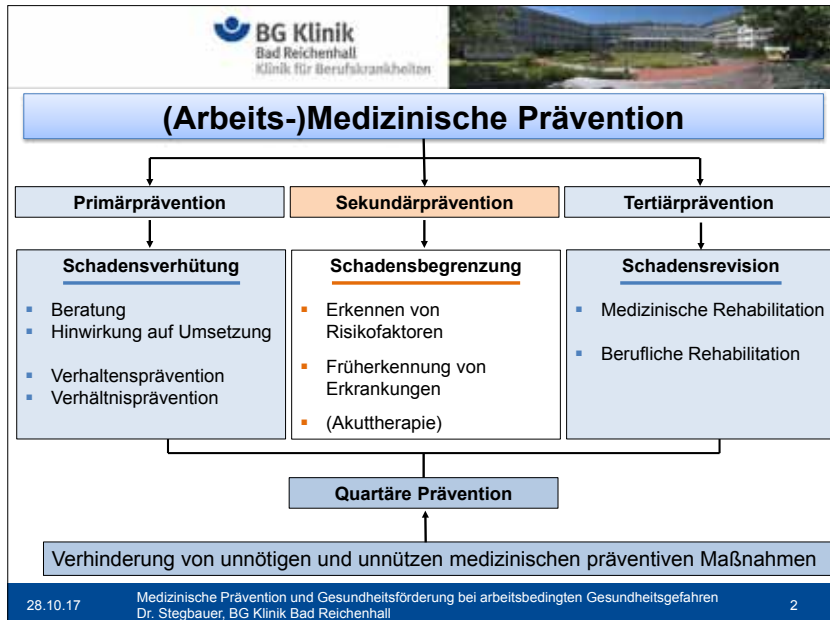 BG Klinik
Bad Reichenhall
Klinik für Berufskrankheiten
(Arbeits-)Medizinische Prävention
Primärprävention
Sekundärprävention
Tertiärprävention
Schadensverhütung
Beratung
Hinwirkung auf Umsetzung
Verhaltensprävention
Verhältnisprävention
Schadensbegrenzung
Erkennen von
Risikofaktoren
Früherkennung von
Erkrankungen
(Akuttherapie)
Schadensrevision
Medizinische Rehabilitation
Berufliche Rehabilitation
Quartäre Prävention
Verhinderung von unnötigen und unnützen medizinischen präventiven Maßnahmen
28.10.17
Medizinische Prävention und Gesundheitsförderung bei arbeitsbedingten Gesundheitsgefahren
Dr. Stegbauer, BG Klinik Bad Reichenhall
2